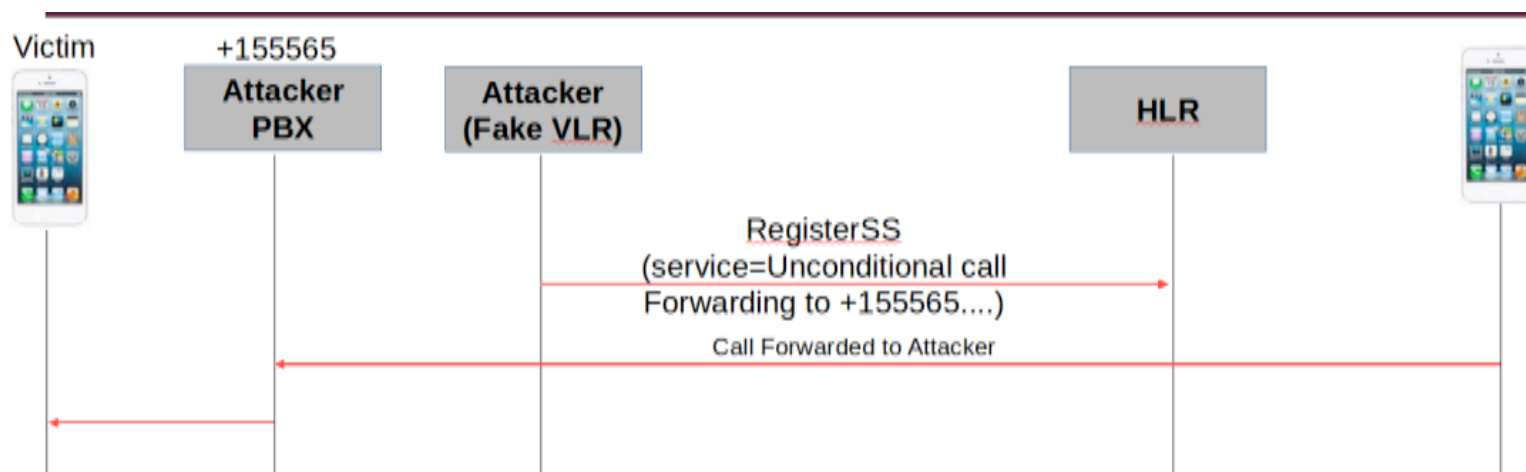 Victim
+155565
Attacker
PBX
Attacker
(Fake VLR)
HLR
RegisterSS
(service=Unconditional call
Forwarding to +155565....)
Call Forwarded to Attacker